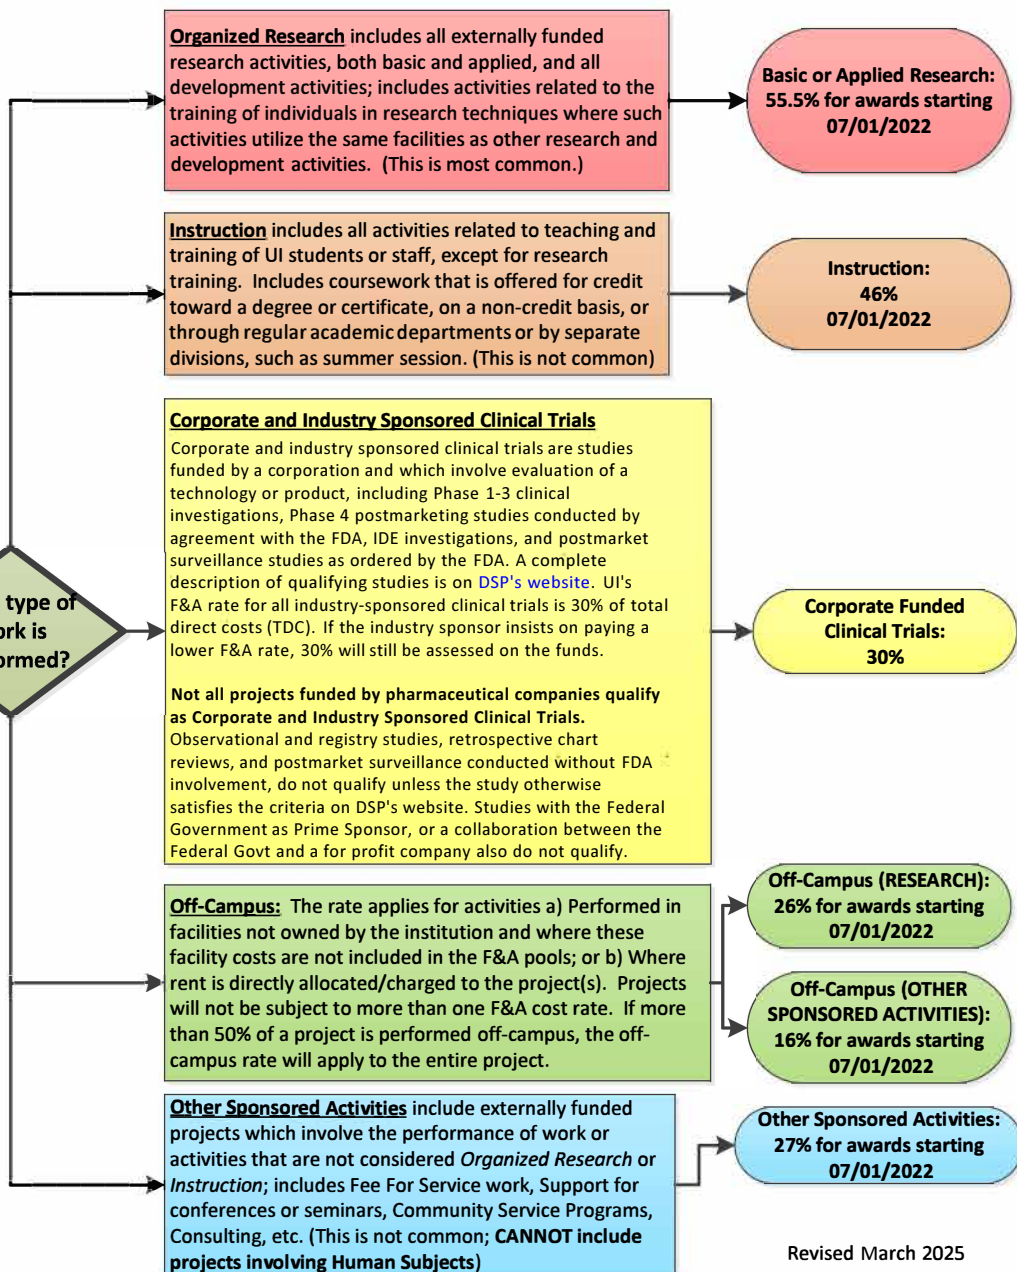 Organized Research includes all externally funded
research activities, both basic and applied, and all
development activities; includes activities related to the
training of individuals in research techniques where such
activities utilize the same facilities as other research and
development activities.  (This is most common.)
Basic or Applied Research:
55.5% for awards starting
07/01/2022
Instruction includes all activities related to teaching and
training of UI students or staff, except for research
training.  Includes coursework that is offered for credit
toward a degree or certificate, on a non-credit basis, or
through regular academic departments or by separate
divisions, such as summer session. (This is not common)
Instruction:
46%
07/01/2022
type of
rk is
ormed?
Corporate and Industry Sponsored Clinical Trials
Corporate and industry sponsored clinical trials are studies
funded by a corporation and which involve evaluation of a
technology or product, including Phase 1-3 clinical
investigations, Phase 4 postmarketing studies conducted by
agreement with the FDA, IDE investigations, and postmarket
surveillance studies as ordered by the FDA. A complete
description of qualifying studies is on DSP's website. UI's
F&A rate for all industry-sponsored clinical trials is 30% of total
direct costs (TDC). If the industry sponsor insists on paying a
lower F&A rate, 30% will still be assessed on the funds.
Not all projects funded by pharmaceutical companies qualify
as Corporate and Industry Sponsored Clinical Trials.
Observational and registry studies, retrospective chart
reviews, and postmarket surveillance conducted without FDA
involvement, do not qualify unless the study otherwise
satisfies the criteria on DSP's website. Studies with the Federal
Government as Prime Sponsor, or a collaboration between the
Federal Govt and a for profit company also do not qualify.
Corporate Funded
Clinical Trials:
30%
Off-Campus:  The rate applies for activities a) Performed in
facilities not owned by the institution and where these
facility costs are not included in the F&A pools; or b) Where
rent is directly allocated/charged to the project(s).  Projects
will not be subject to more than one F&A cost rate.  If more
than 50% of a project is performed off-campus, the off-
campus rate will apply to the entire project.
Off-Campus (RESEARCH):
26% for awards starting
07/01/2022
Off-Campus (OTHER
SPONSORED ACTIVITIES):
16% for awards starting
07/01/2022
Other Sponsored Activities include externally funded
projects which involve the performance of work or
activities that are not considered Organized Research or
Instruction; includes Fee For Service work, Support for
conferences or seminars, Community Service Programs,
Consulting, etc. (This is not common; CANNOT include
projects involving Human Subjects)
Other Sponsored Activities:
27% for awards starting
07/01/2022
Revised March 2025